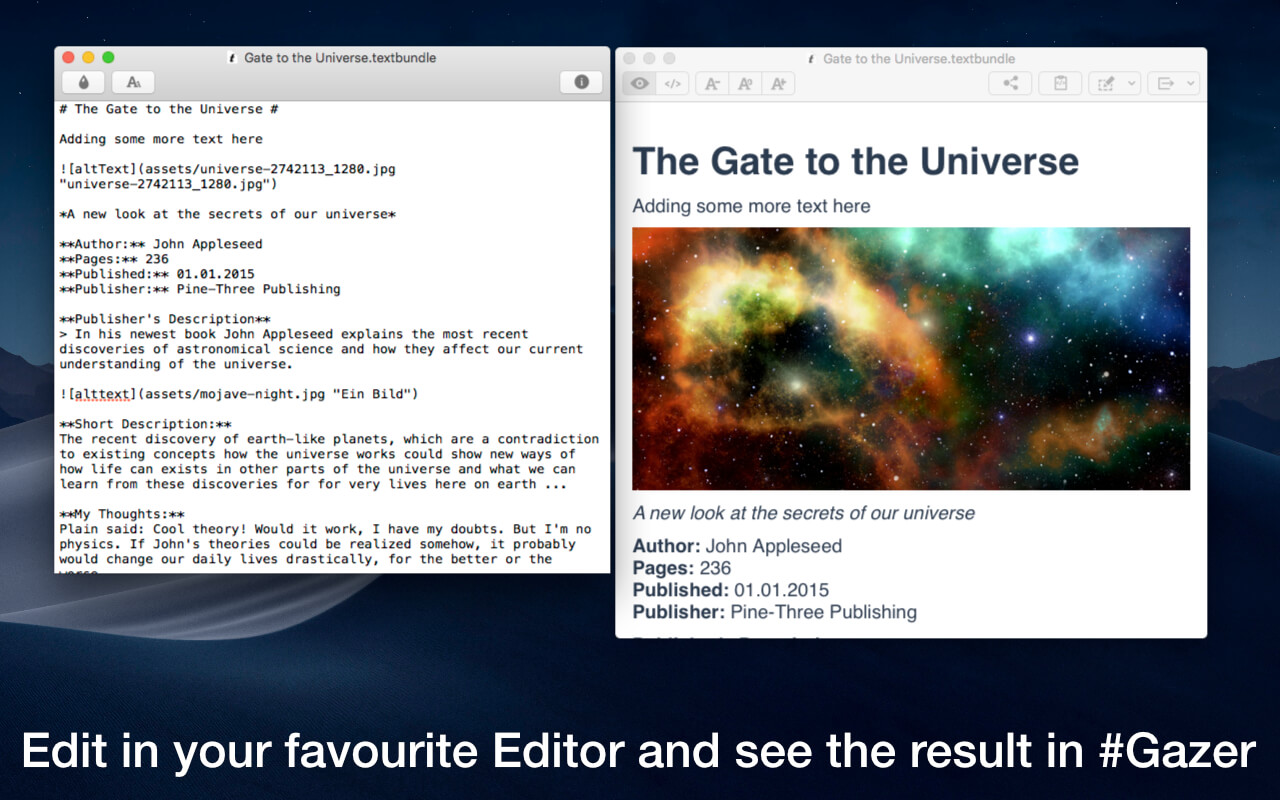 Gate to the Universe.textbundle
# The Gate to the Universe #
Adding some more text here
![altText](assets/universe-2742113_1280.jpg
"universe-2742113_1280.jpg")
*A new look at the secrets of our universe*
**Author:** John Appleseed
**Pages:** 236
**Published:** 01.01.2015
**Publisher:** Pine-Three Publishing
**Publisher's Description**
> In his newest book John Appleseed explains the most recent
discoveries of astronomical science and how they affect our current
understanding of the universe.
![alttext](assets/mojave-night.jpg "Ein Bild")
**Short Description:**
The recent discovery of earth-like planets, which are a contradiction
to existing concepts how the universe works could show new ways of
how life can exists in other parts of the universe and what we can
learn from these discoveries for for very lives here on earth ...
**My Thoughts:**
Plain said: Cool theory! Would it work, I have my doubts. But I'm no
physics. If John's theories could be realized somehow, it probably
would change our daily lives drastically, for the better or the
Gate to the Universe.textbundle
The Gate to the Universe
Adding some more text here
A new look at the secrets of our universe
Author: John Appleseed
Pages: 236
Published: 01.01.2015
Publisher: Pine-Three Publishing
Edit in your favourite Editor and see the result in #Gazer